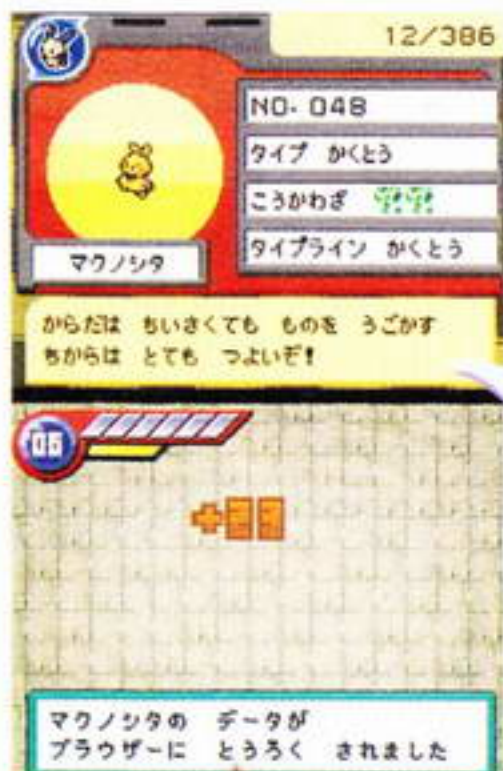 12/386
NO. 048
タイプ かくとう
こうかわざ
タイプライン かくとう
マクノシタ
からだは ちいさくても ものを うごかす
ちからは とても つよいぞ!
05
マクノシタの データが
ブラウザーに とうろく されました